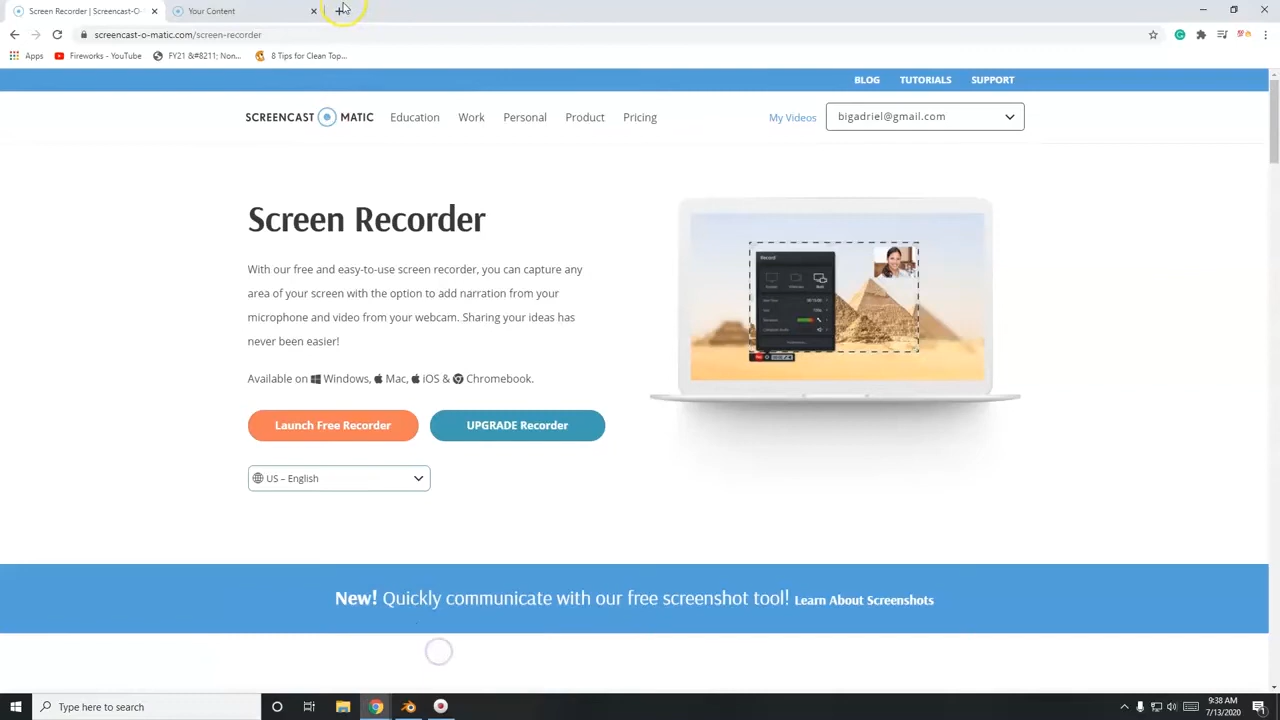 Screen Recorder | Screencast-O-
Your Content
screencast-o-matic.com/screen-recorder
Apps
Fireworks - YouTube
FY21 &#8211; Non...
8 Tips for Clean Top...
BLOG TUTORIALS SUPPORT
SCREENCAST MATIC
Education Work Personal Product Pricing
My Videos
bigadriel@gmail.com
Screen Recorder
With our free and easy-to-use screen recorder, you can capture any
area of your screen with the option to add narration from your
microphone and video from your webcam. Sharing your ideas has
never been easier!
Available on Windows, Mac, iOS & Chromebook.
Launch Free Recorder
UPGRADE Recorder
US – English
Record
New! Quickly communicate with our free screenshot tool! Learn About Screenshots
Type here to search
9:38 AM
7/13/2020